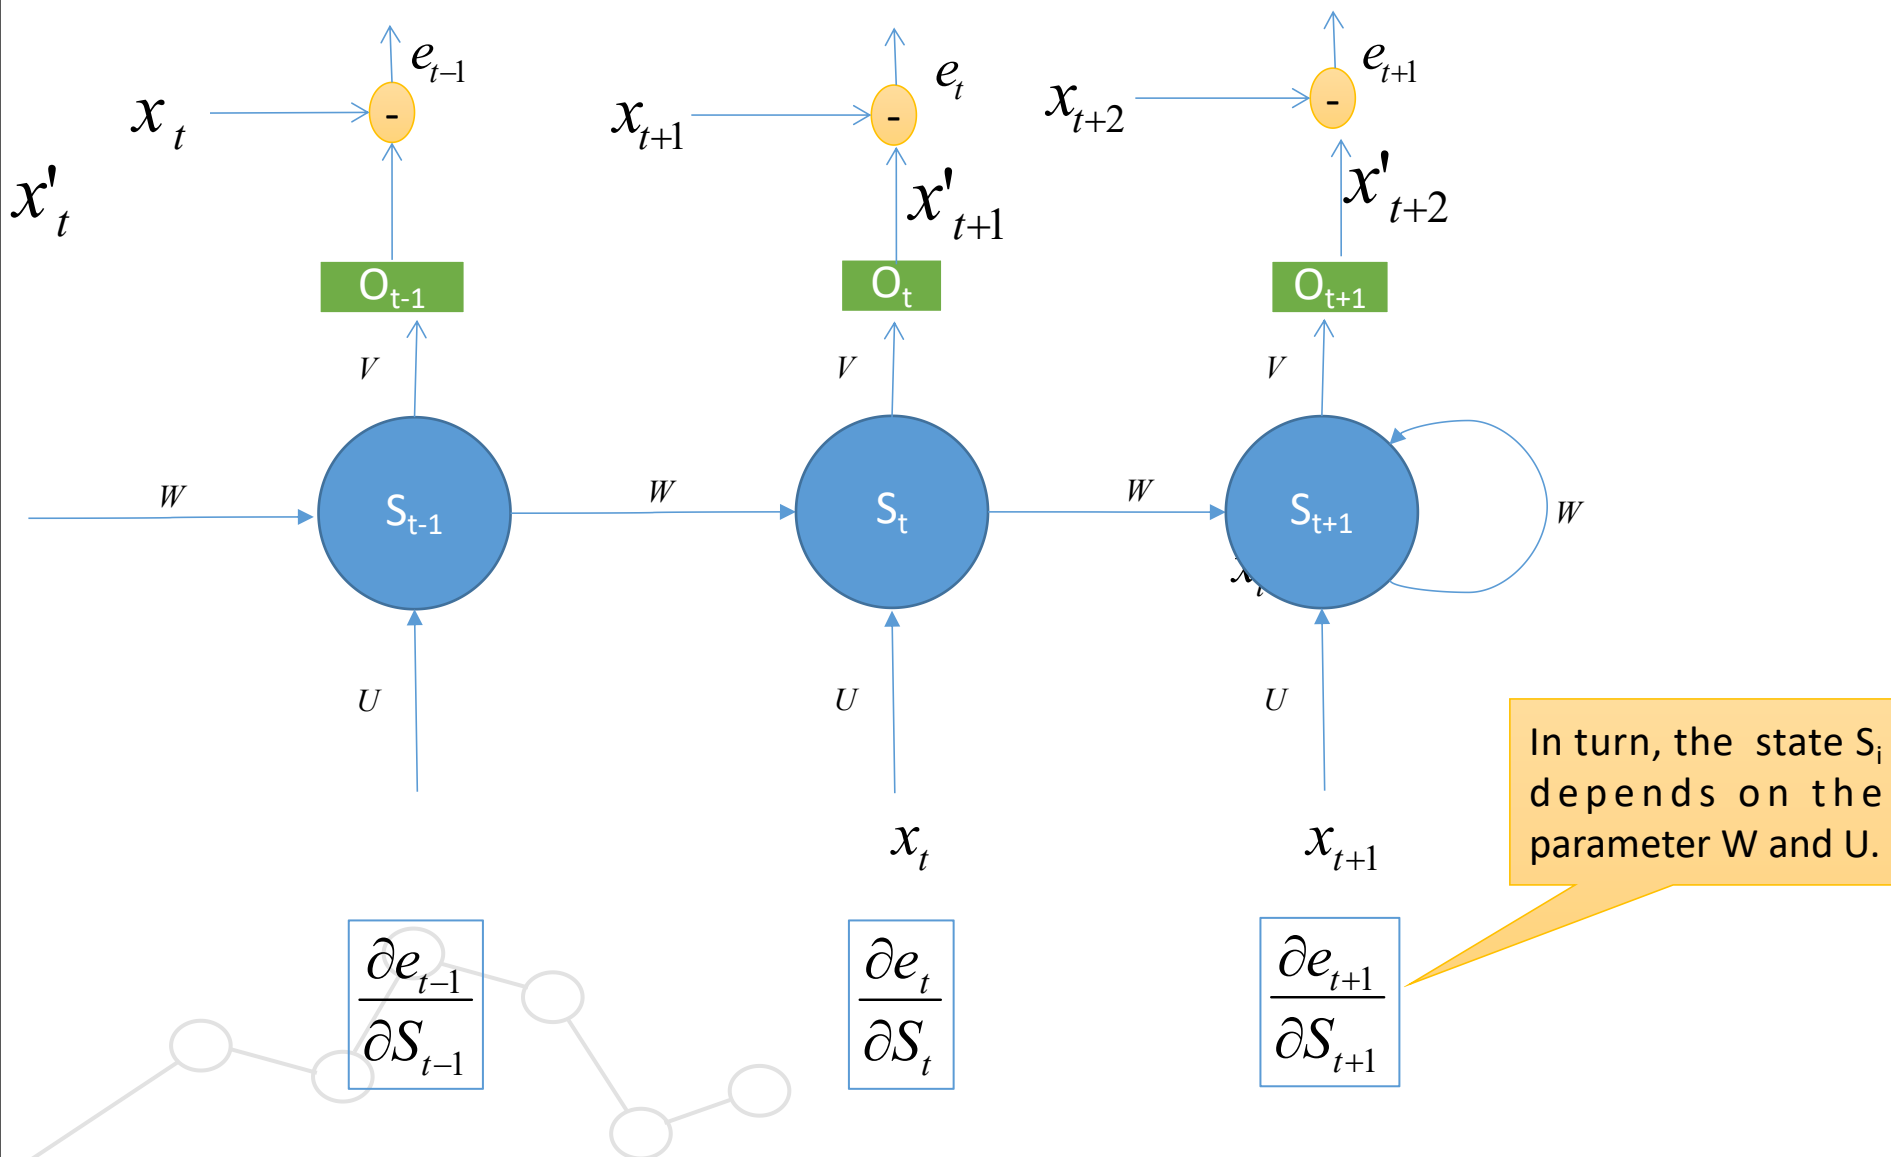 e_{t-1}
e_t
e_{t+1}
x_t
-
x_{t+1}
-
x_{t+2}
-
x'_t
x'_{t+1}
x'_{t+2}
O_{t-1}
O_t
O_{t+1}
V
V
V
W
S_{t-1}
W
S_t
W
S_{t+1}
W
U
U
U
x_t
x_{t+1}
In turn, the state S_i
depends on the
parameter W and U.
∂e_{t-1}
∂S_{t-1}
∂e_t
∂S_t
∂e_{t+1}
∂S_{t+1}